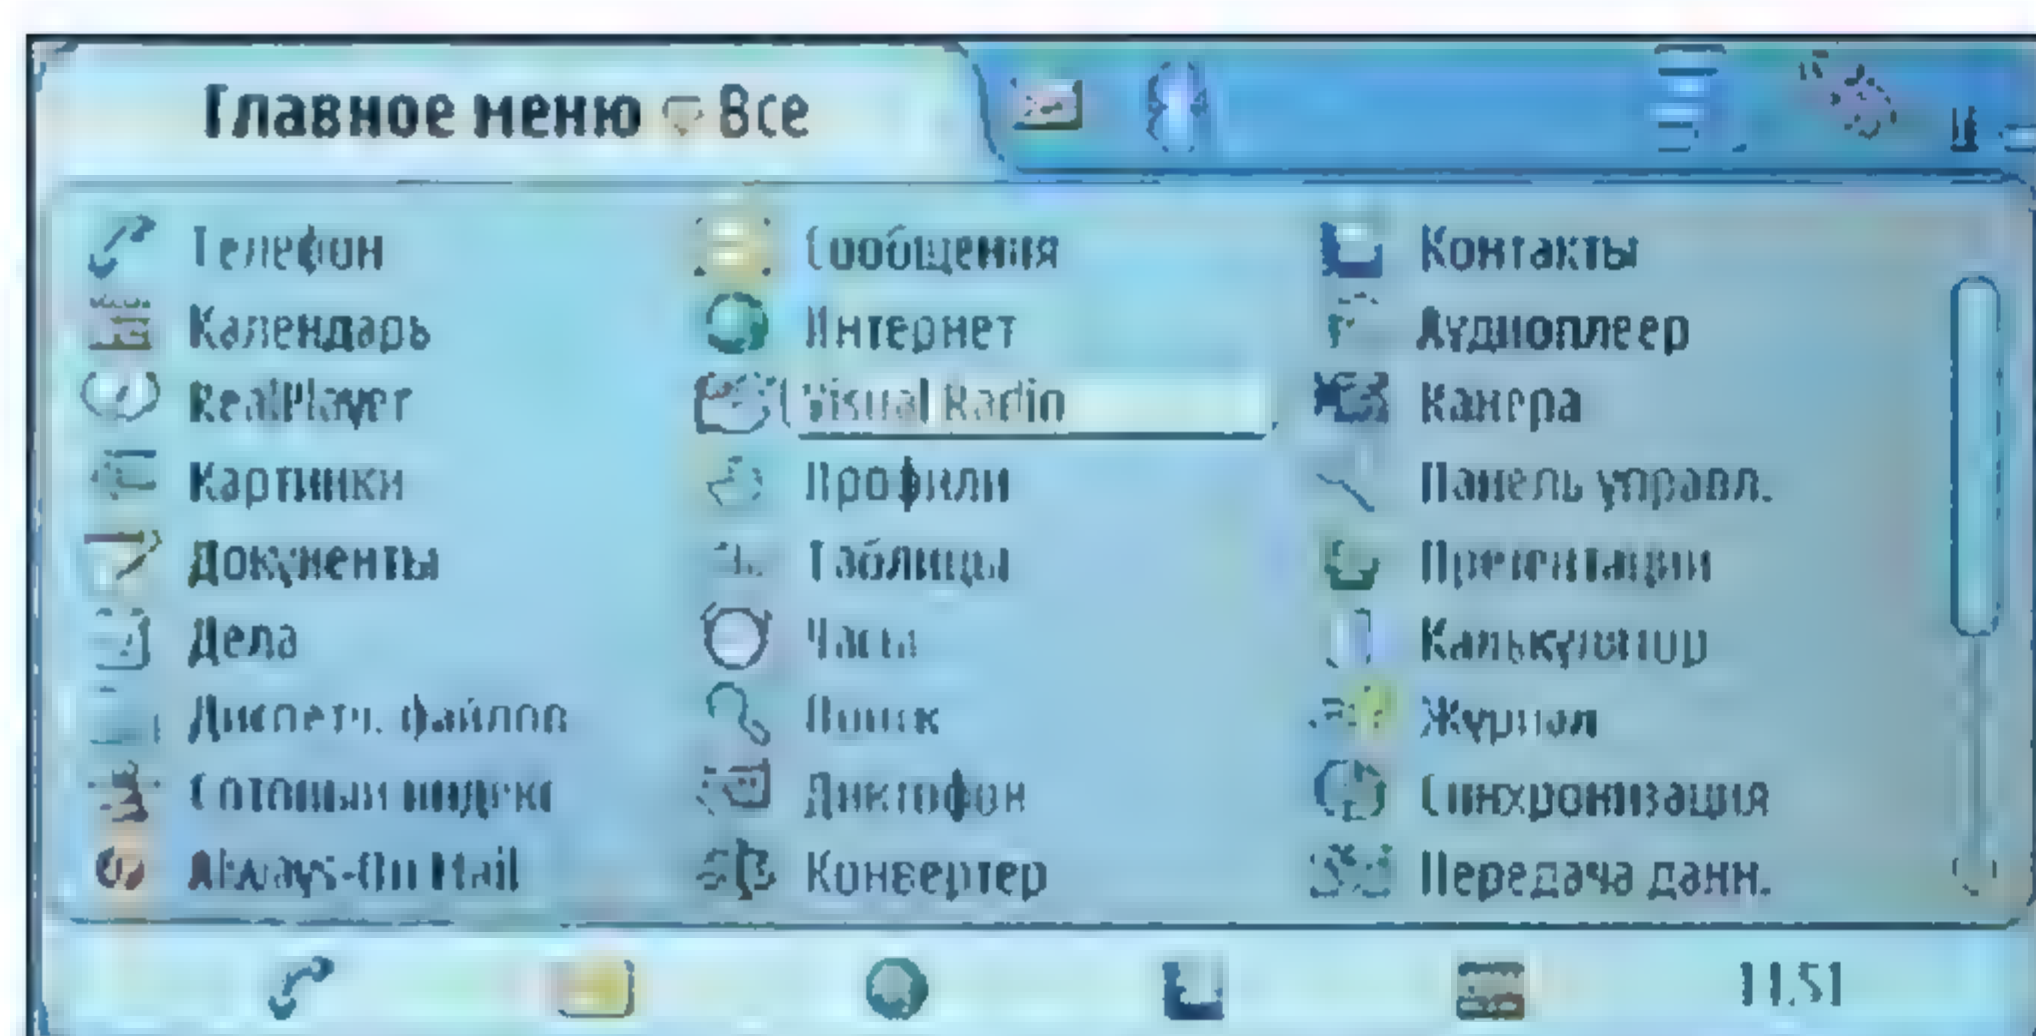 Главное меню Все
Телефон Сообщения Контакты
Календарь Интернет Аудиоплеер
RealPlayer Visual Radio Камера
Картинки Профили Панель управл.
Документы Таблицы Презентации
Дела Часы Калькулятор
Диспетч. файлов Поиск Журнал
Диктофон Синхронизация
Always-On Mail Конвертер Передача данн.
11.51